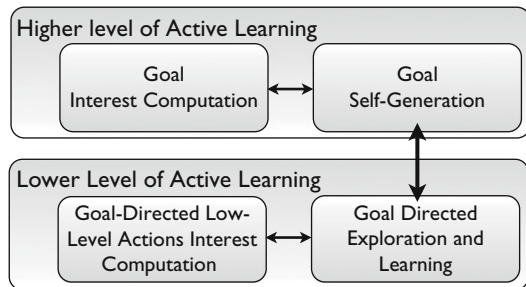 Higher level of Active Learning
Goal
Interest Computation
Goal
Self-Generation
Lower Level of Active Learning
Goal-Directed Low-
Level Actions Interest
Computation
Goal Directed
Exploration and
Learning